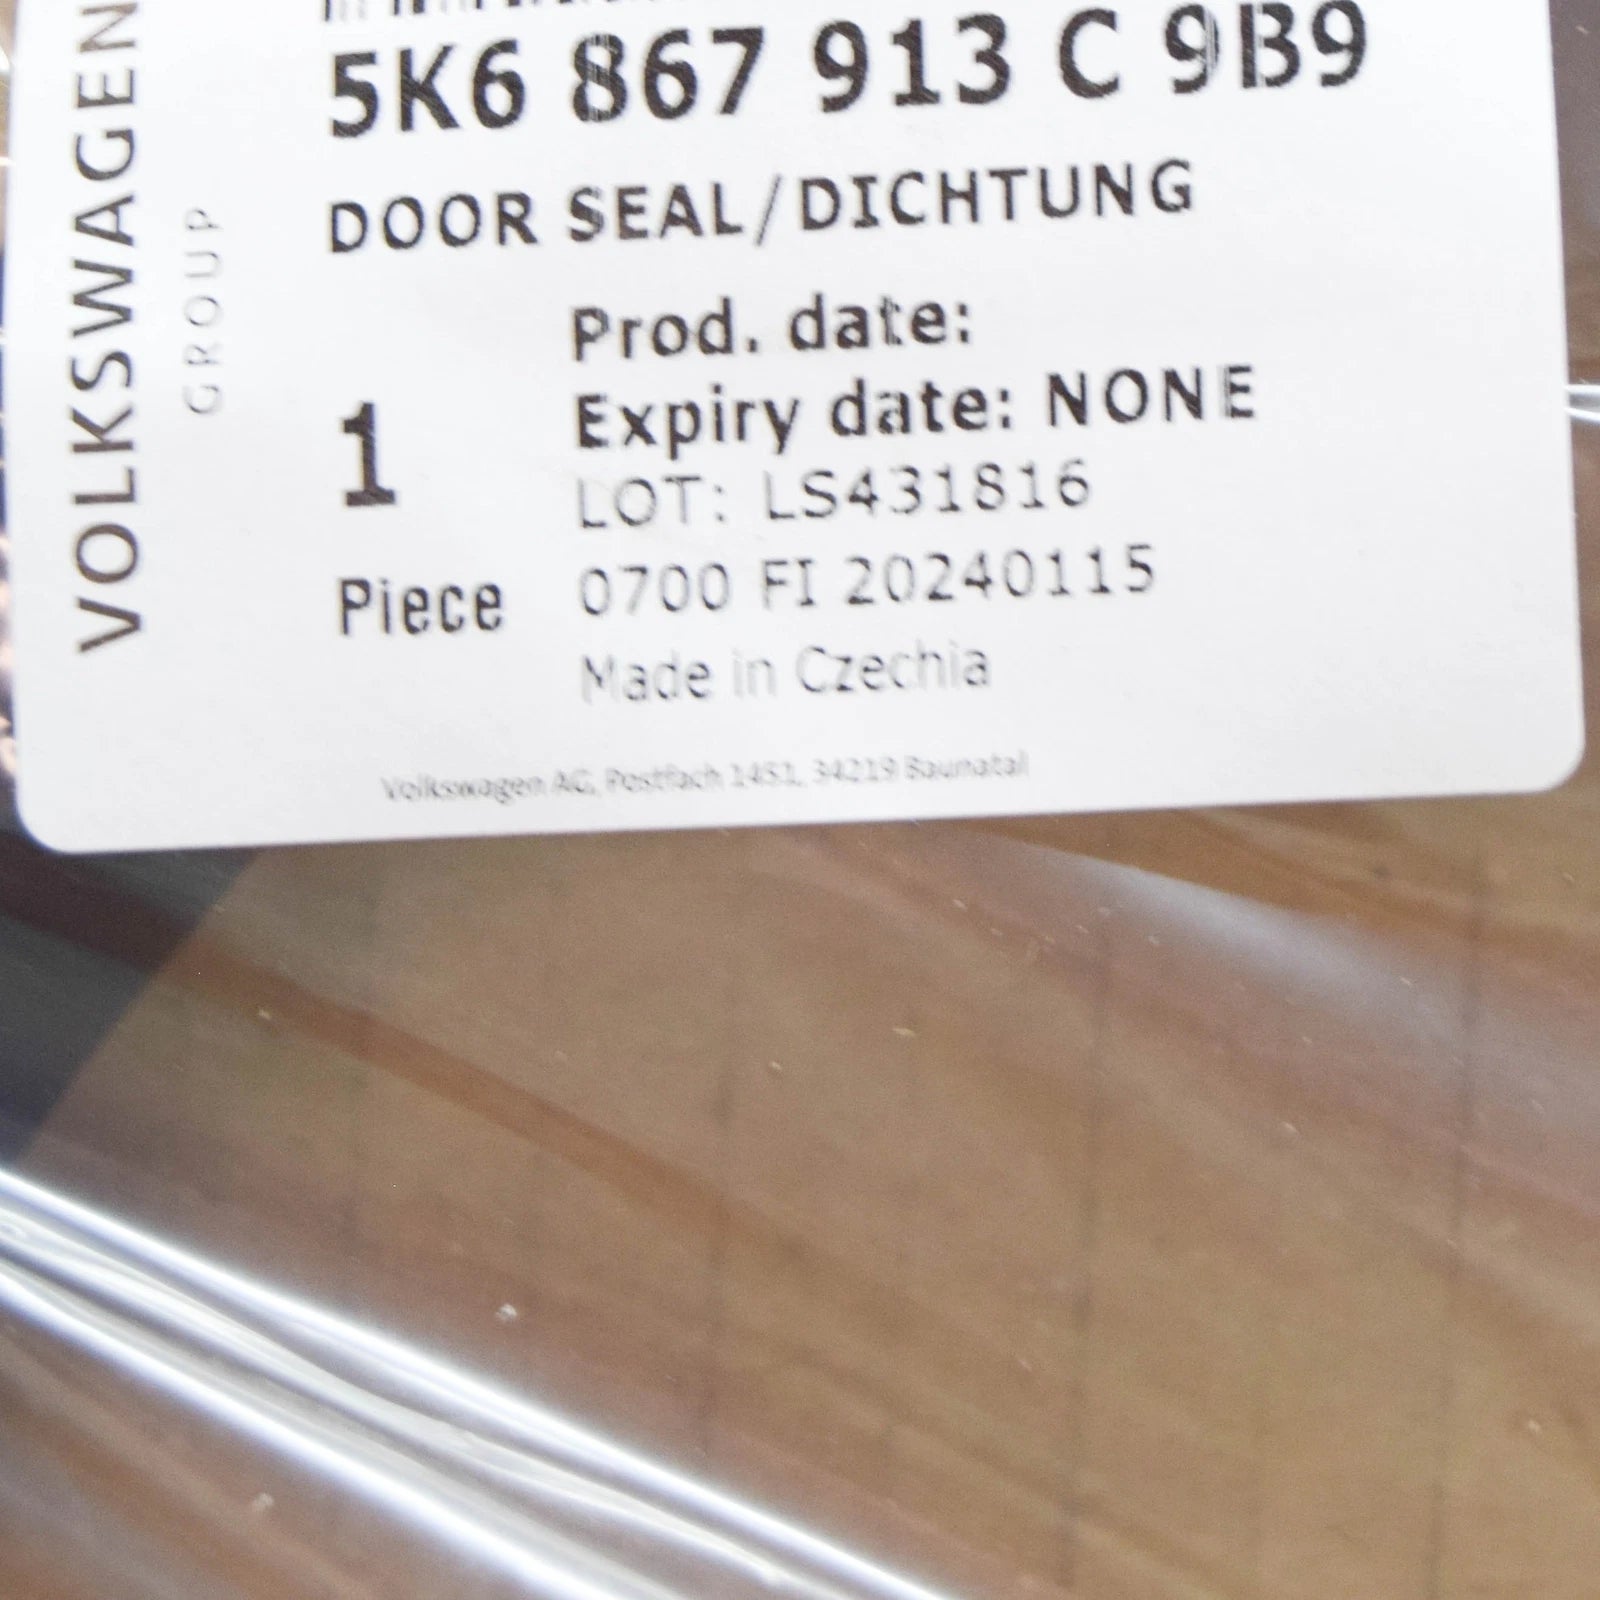 VOLKSWAGEN
GROUP
5K6 867 913 C 9B9
DOOR SEAL/DICHTUNG
Prod. date:
Expiry date: NONE
1
LOT: LS431816
Piece
0700 FI 20240115
Made in Czechia
Volkswagen AG, Postfach 1451, 34219 Baunatal